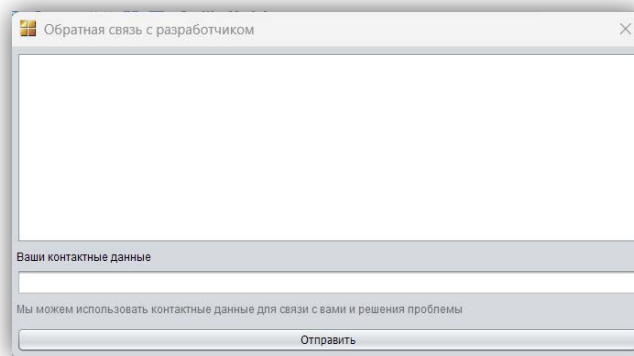 Обратная связь с разработчиком
Ваши контактные данные
Мы можем использовать контактные данные для связи с вами и решения проблемы
Отправить